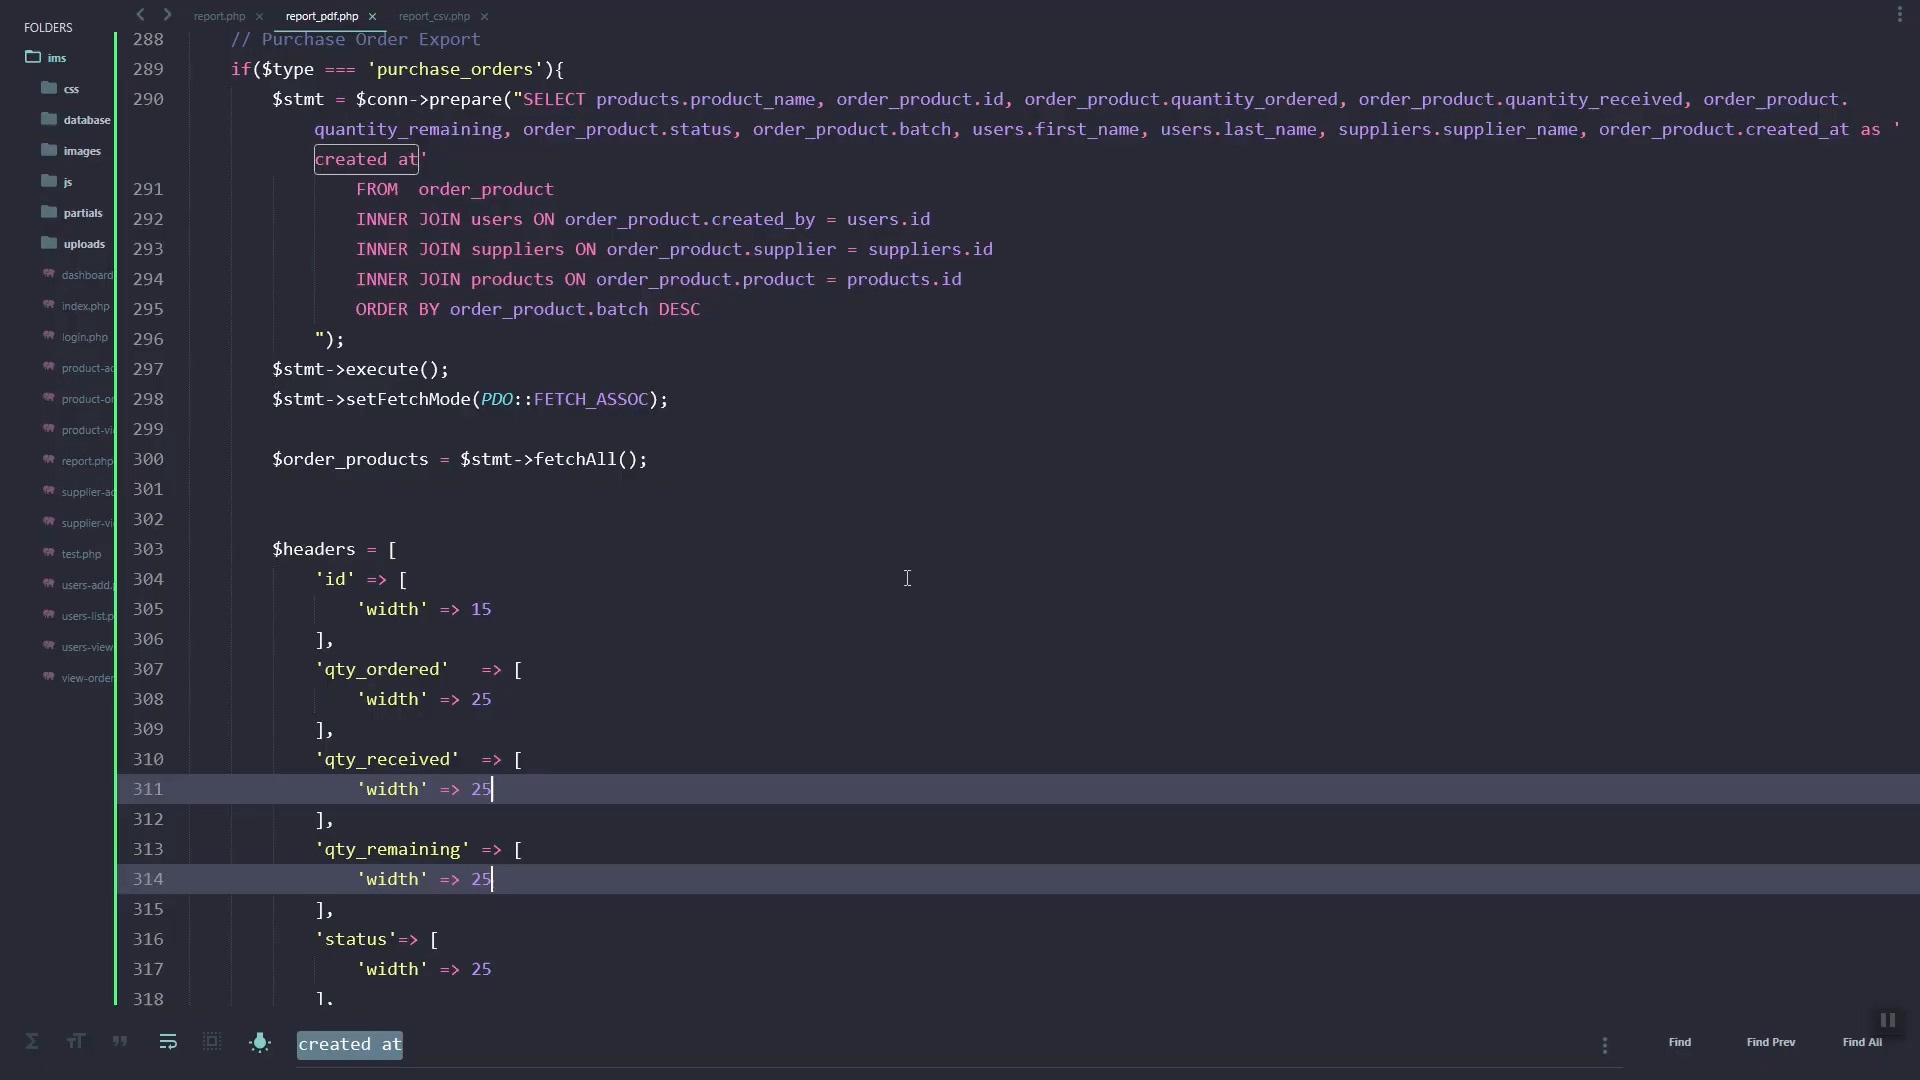 FOLDERS
ims
css
database
images
js
partials
uploads
dashboard
index.php
login.php
product-ad
product-or
product-vi
report.php
supplier-ad
supplier-vi
test.php
users-add.p
users-list.p
users-view
view-order
report.php
report_pdf.php
report_csv.php
288 // Purchase Order Export
289 if($type === 'purchase_orders'){
290 $stmt = $conn->prepare("SELECT products.product_name, order_product.id, order_product.quantity_ordered, order_product.quantity_received, order_product.
quantity_remaining, order_product.status, order_product.batch, users.first_name, users.last_name, suppliers.supplier_name, order_product.created_at as '
created at'
291 FROM  order_product
292 INNER JOIN users ON order_product.created_by = users.id
293 INNER JOIN suppliers ON order_product.supplier = suppliers.id
294 INNER JOIN products ON order_product.product = products.id
295 ORDER BY order_product.batch DESC
296 ");
297 $stmt->execute();
298 $stmt->setFetchMode(PDO::FETCH_ASSOC);
299
300 $order_products = $stmt->fetchAll();
301
302
303 $headers = [
304 'id' => [
305 'width' => 15
306 ],
307 'qty_ordered'   => [
308 'width' => 25
309 ],
310 'qty_received'  => [
311 'width' => 25
312 ],
313 'qty_remaining' => [
314 'width' => 25
315 ],
316 'status'=> [
317 'width' => 25
318 ],
created at
Find
Find Prev
Find All